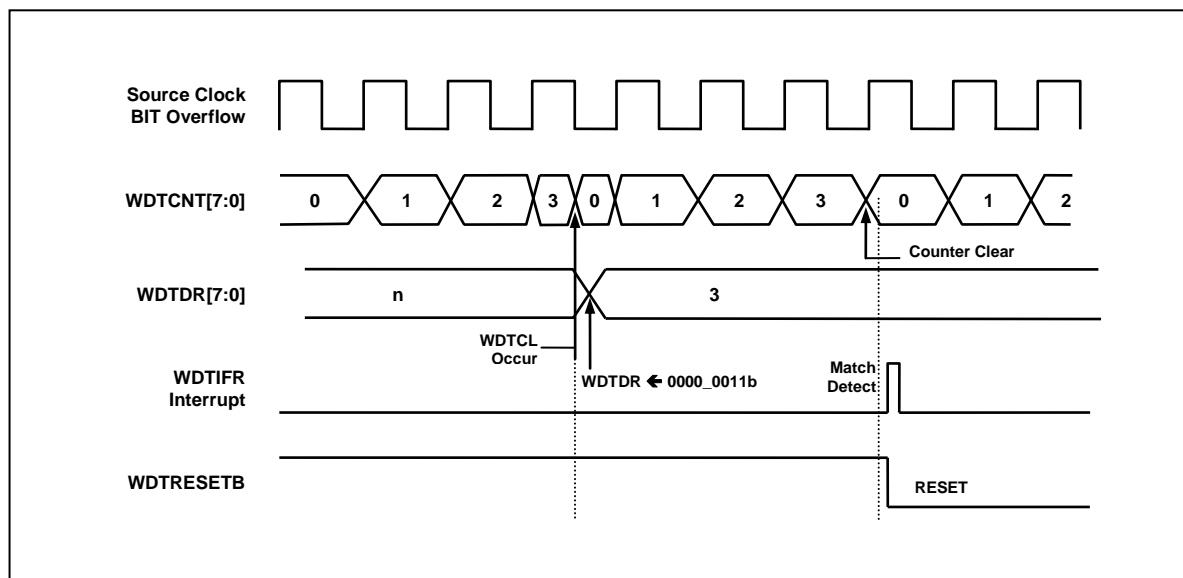 Source Clock
BIT Overflow
WDTCNT[7:0]
0 1 2 3 0 1 2 3 0 1 2
Counter Clear
WDTDR[7:0]
n 3
WDTCL
Occur
WDTDR 🡸 0000_0011b
Match
Detect
WDTIFR
Interrupt
WDTRESETB
RESET